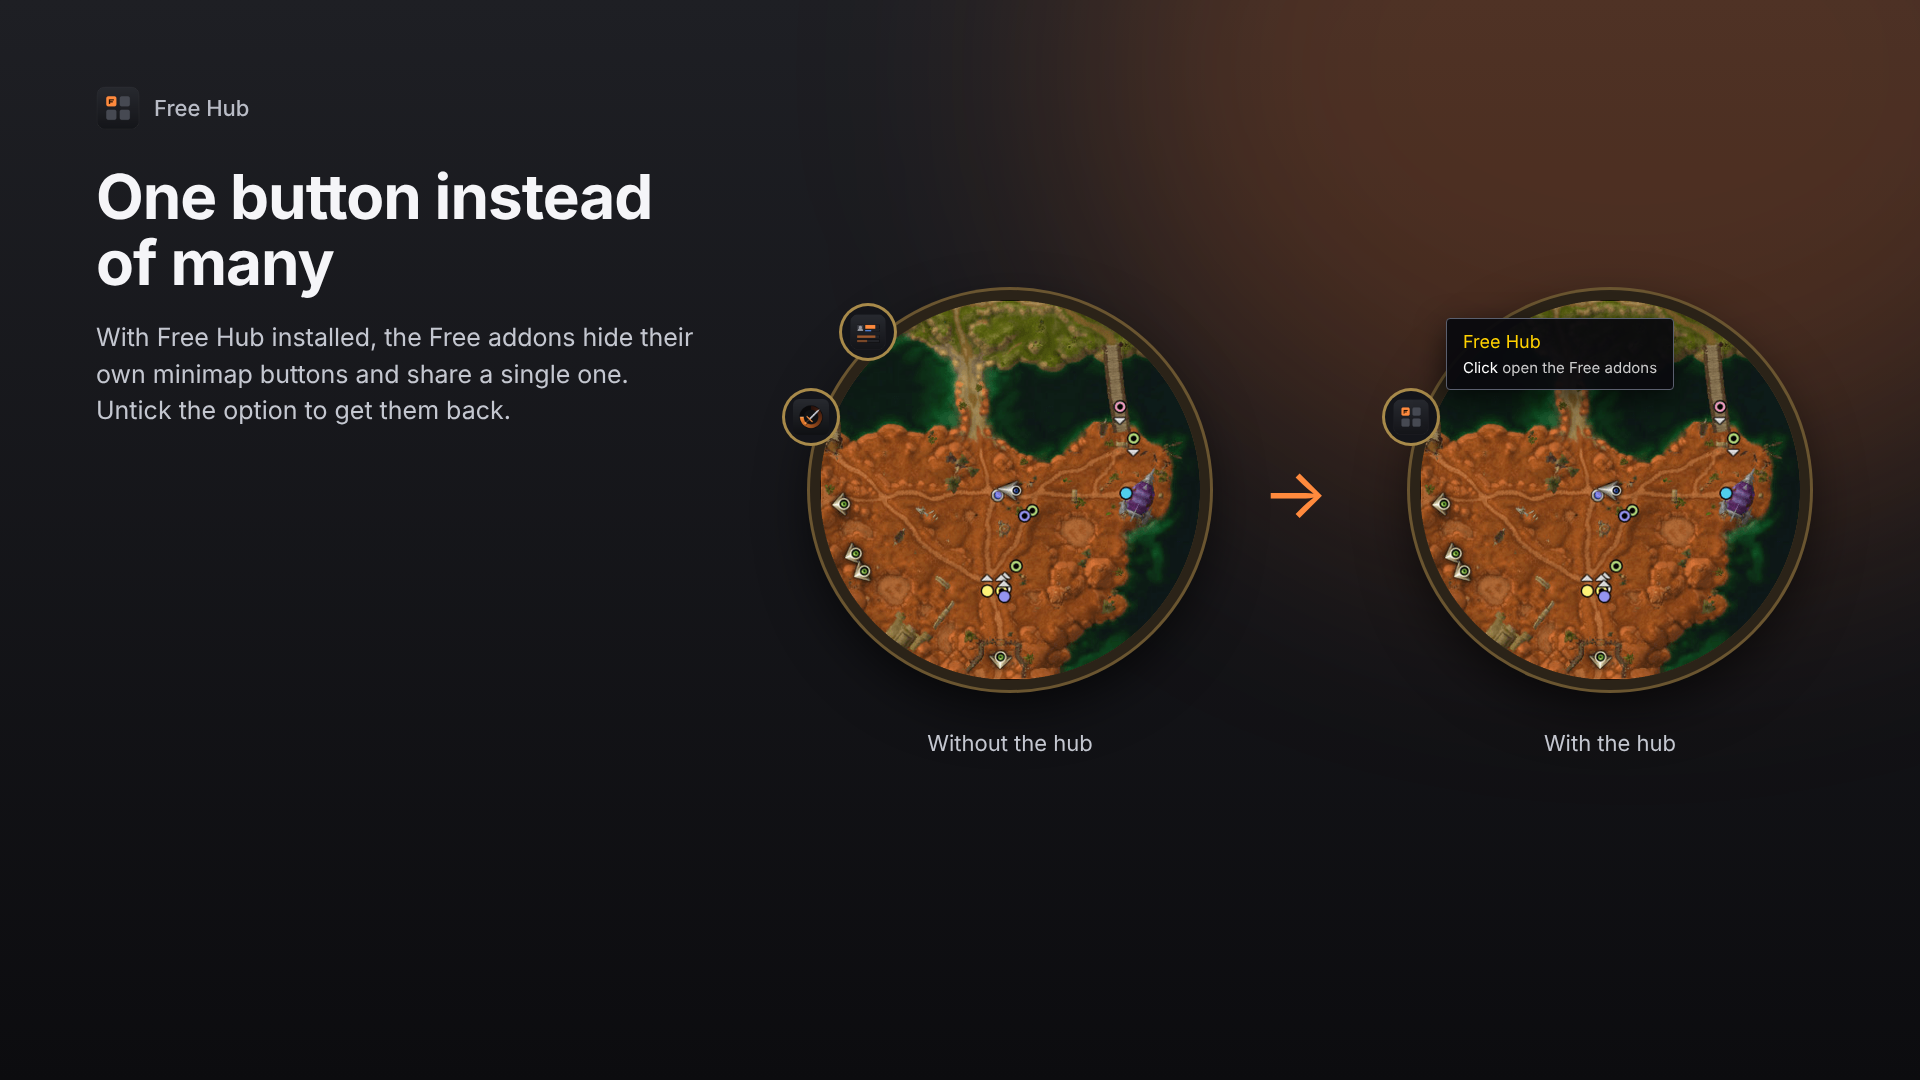 Free Hub
One button instead
of many
With Free Hub installed, the Free addons hide their
own minimap buttons and share a single one.
Untick the option to get them back.
Free Hub
Click open the Free addons
Without the hub
With the hub